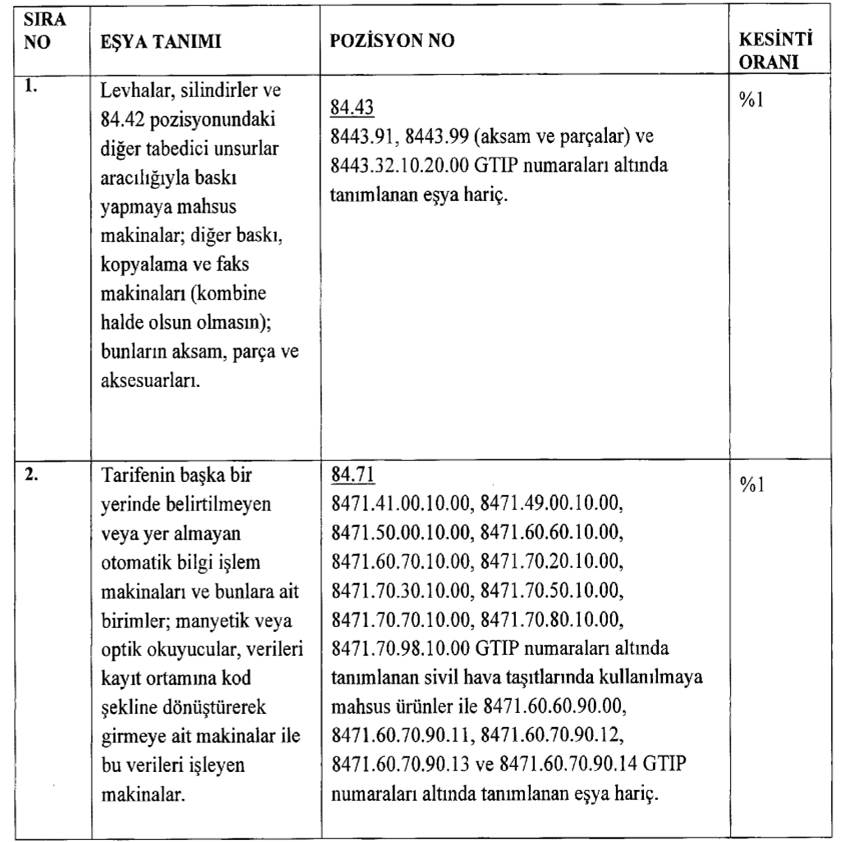 SIRA
NO
EŞYA TANIMI
POZİSYON NO
KESİNTİ
ORANI
1.
Levhalar, silindirler ve
84.42 pozisyonundaki
diğer tabedici unsurlar
aracılığıyla baskı
yapmaya mahsus
makinalar; diğer baskı,
kopyalama ve faks
makinaları (kombine
halde olsun olmasın);
bunların aksam, parça ve
aksesuarları.
84.43
8443.91, 8443.99 (aksam ve parçalar) ve
8443.32.10.20.00 GTIP numaraları altında
tanımlanan eşya hariç.
%1
2.
Tarifenin başka bir
yerinde belirtilmeyen
veya yer almayan
otomatik bilgi işlem
makinaları ve bunlara ait
birimler; manyetik veya
optik okuyucular, verileri
kayıt ortamına kod
şekline dönüştürerek
girmeye ait makinalar ile
bu verileri işleyen
makinalar.
84.71
8471.41.00.10.00, 8471.49.00.10.00,
8471.50.00.10.00, 8471.60.60.10.00,
8471.60.70.10.00, 8471.70.20.10.00,
8471.70.30.10.00, 8471.70.50.10.00,
8471.70.70.10.00, 8471.70.80.10.00,
8471.70.98.10.00 GTIP numaraları altında
tanımlanan sivil hava taşıtlarında kullanılmaya
mahsus ürünler ile 8471.60.60.90.00,
8471.60.70.90.11, 8471.60.70.90.12,
8471.60.70.90.13 ve 8471.60.70.90.14 GTIP
numaraları altında tanımlanan eşya hariç.
%1